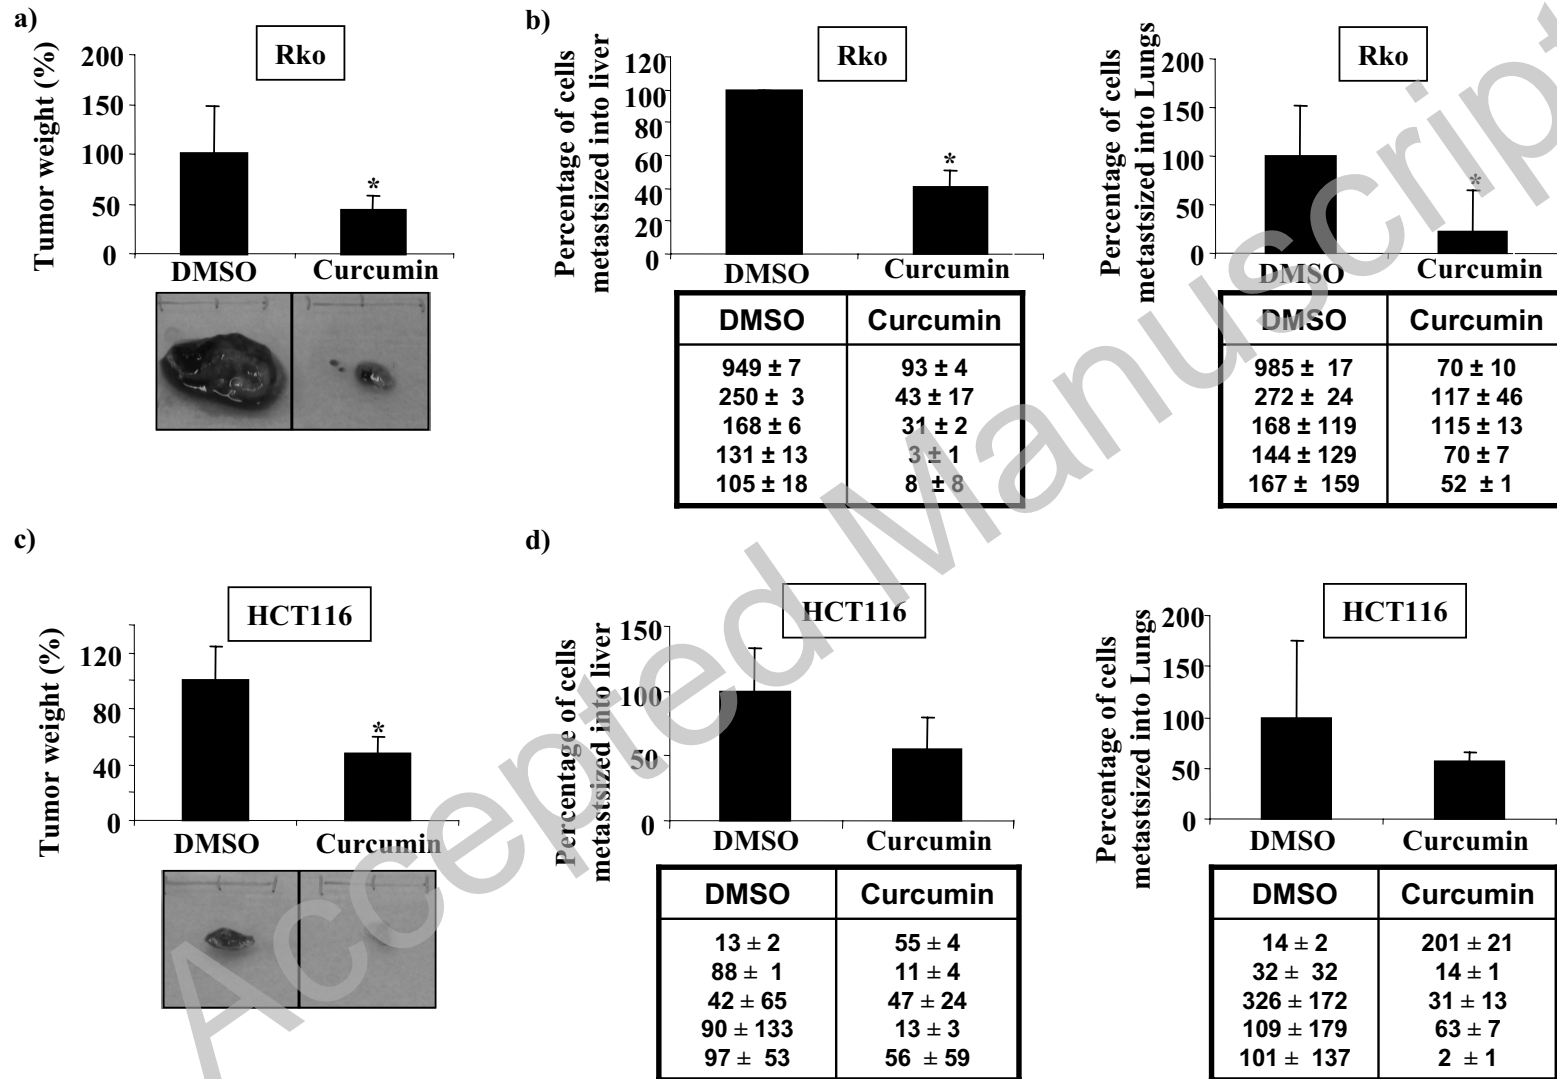 a)
Rko
Tumor weight (%)
200
150
100
50
0
*
DMSO Curcumin
b)
Rko
Percentage of cells
metastsized into liver
120
100
80
60
40
20
0
*
DMSO Curcumin
DMSO Curcumin
949 ± 7 93 ± 4
250 ± 3 43 ± 17
168 ± 6 31 ± 2
131 ± 13 3 ± 1
105 ± 18 8 ± 8
Rko
Percentage of cells
metastsized into Lungs
200
150
100
50
0
*
DMSO Curcumin
DMSO Curcumin
985 ± 17 70 ± 10
272 ± 24 117 ± 46
168 ± 119 115 ± 13
144 ± 129 70 ± 7
167 ± 159 52 ± 1
c)
HCT116
Tumor weight (%)
120
80
40
0
*
DMSO Curcumin
d)
HCT116
Percentage of cells
metastsized into liver
150
100
50
0
DMSO Curcumin
DMSO Curcumin
13 ± 2 55 ± 4
88 ± 1 11 ± 4
42 ± 65 47 ± 24
90 ± 133 13 ± 3
97 ± 53 56 ± 59
HCT116
Percentage of cells
metastsized into Lungs
200
150
100
50
0
DMSO Curcumin
DMSO Curcumin
14 ± 2 201 ± 21
32 ± 32 14 ± 1
326 ± 172 31 ± 13
109 ± 179 63 ± 7
101 ± 137 2 ± 1
Accepted Manuscript